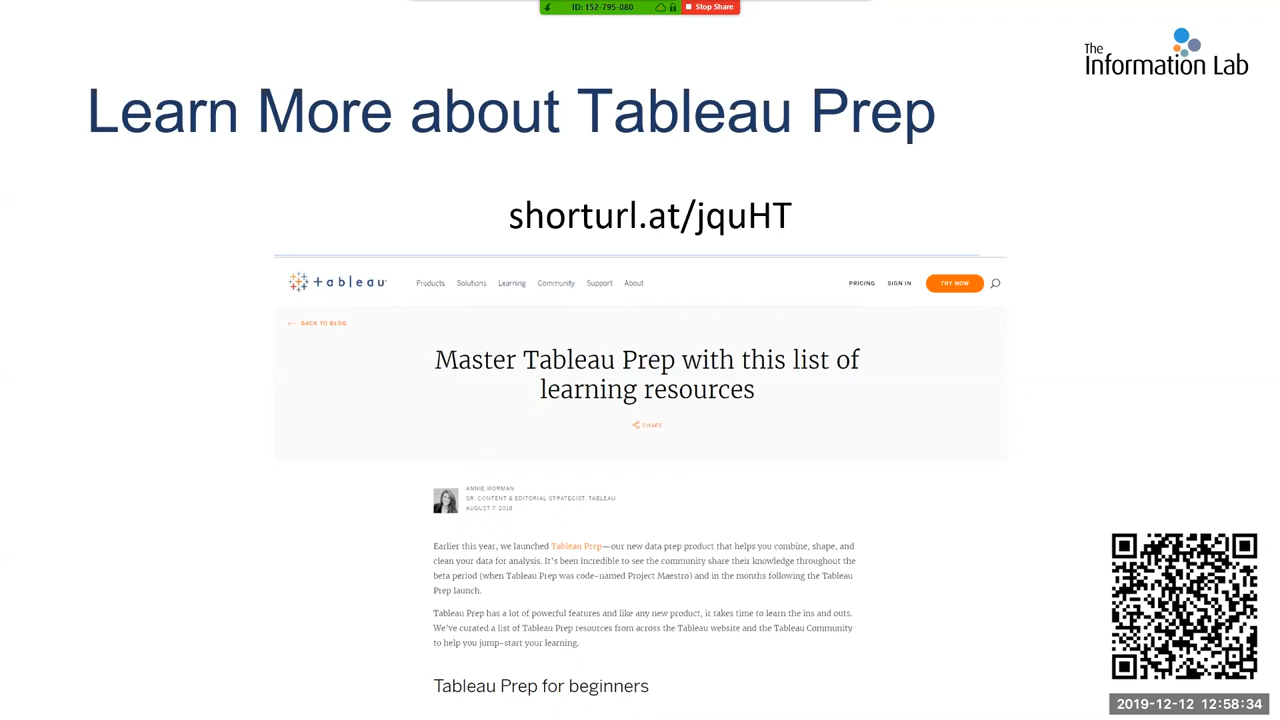 ID: 152-795-080 Stop Share
The
Information Lab
Learn More about Tableau Prep
shorturl.at/jquHT
tableau Products Solutions Learning Community Support About PRICING SIGN IN TRY NOW
BACK TO BLOG
Master Tableau Prep with this list of
learning resources
SHARE
ANNIE WORMAN
SR. CONTENT & EDITORIAL STRATEGIST, TABLEAU
AUGUST 7, 2018
Earlier this year, we launched Tableau Prep—our new data prep product that helps you combine, shape, and
clean your data for analysis. It's been incredible to see the community share their knowledge throughout the
beta period (when Tableau Prep was code-named Project Maestro) and in the months following the Tableau
Prep launch.
Tableau Prep has a lot of powerful features and like any new product, it takes time to learn the ins and outs.
We've curated a list of Tableau Prep resources from across the Tableau website and the Tableau Community
to help you jump-start your learning.
Tableau Prep for beginners
2019-12-12 12:58:34